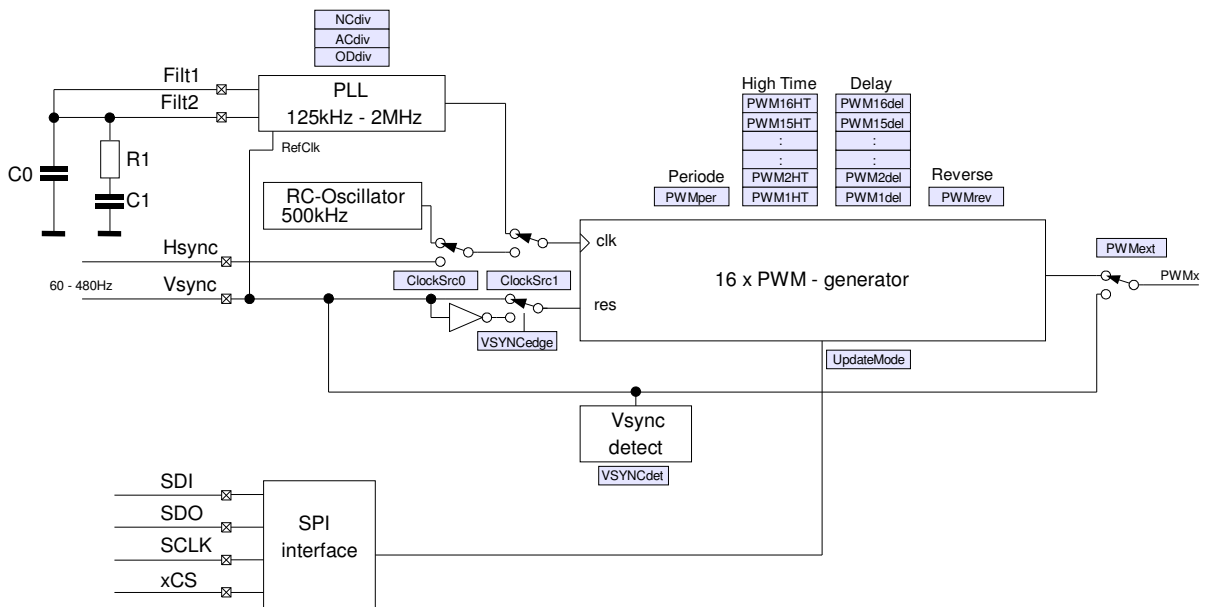 NCdiv
ACdiv
ODdiv
Filt1
Filt2
PLL
125kHz - 2MHz
RefClk
High Time
Delay
PWM16HT
PWM16del
PWM15HT
PWM15del
:
:
:
:
PWM2HT
PWM2del
PWM1HT
PWM1del
Periode
PWMper
Reverse
PWMrev
C0
R1
C1
RC-Oscillator
500kHz
Hsync
60 - 480Hz
Vsync
ClockSrc0
ClockSrc1
clk
res
16 x PWM - generator
PWMext
PWMx
VSYNCedge
UpdateMode
Vsync
detect
VSYNCdet
SDI
SDO
SCLK
xCS
SPI
interface